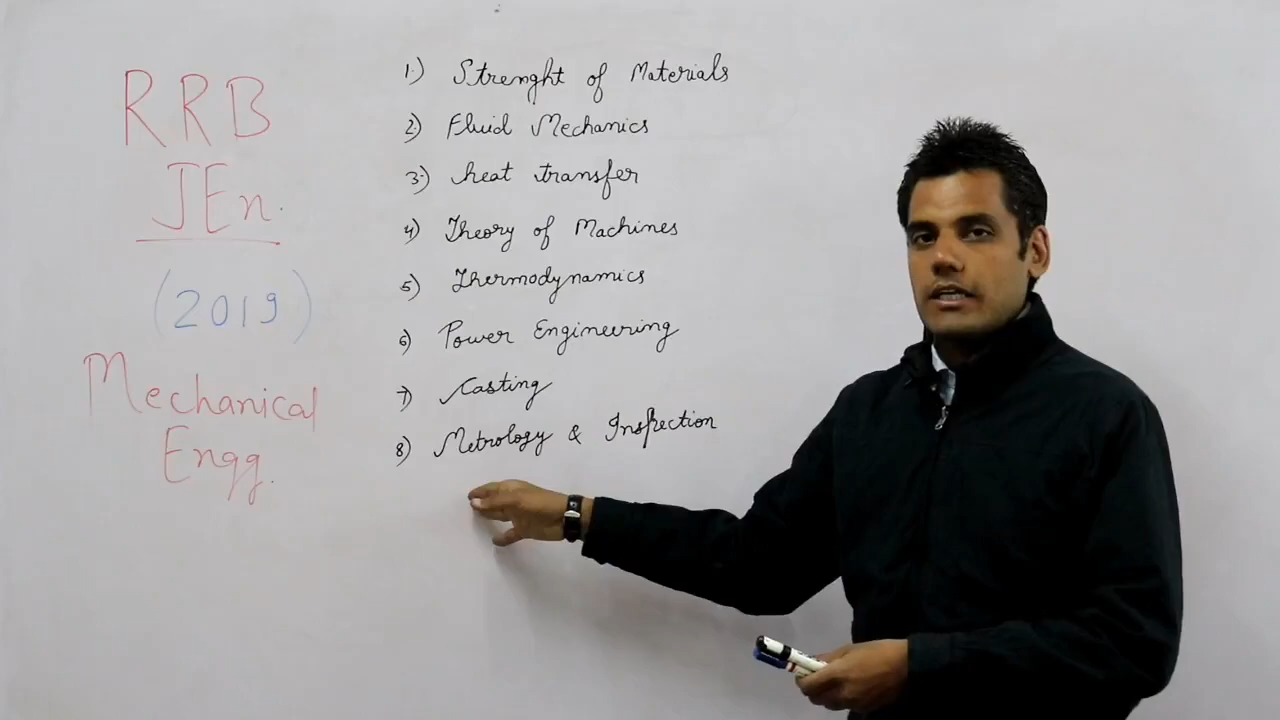 RRB
JEn.
(2019)
Mechanical
Engg.
1.) Strenght of Materials
2.) Fluid Mechanics
3.) heat transfer
4) Theory of Machines
5) Thermodynamics
6) Power Engineering
7) Casting
8) Metrology & Inspection